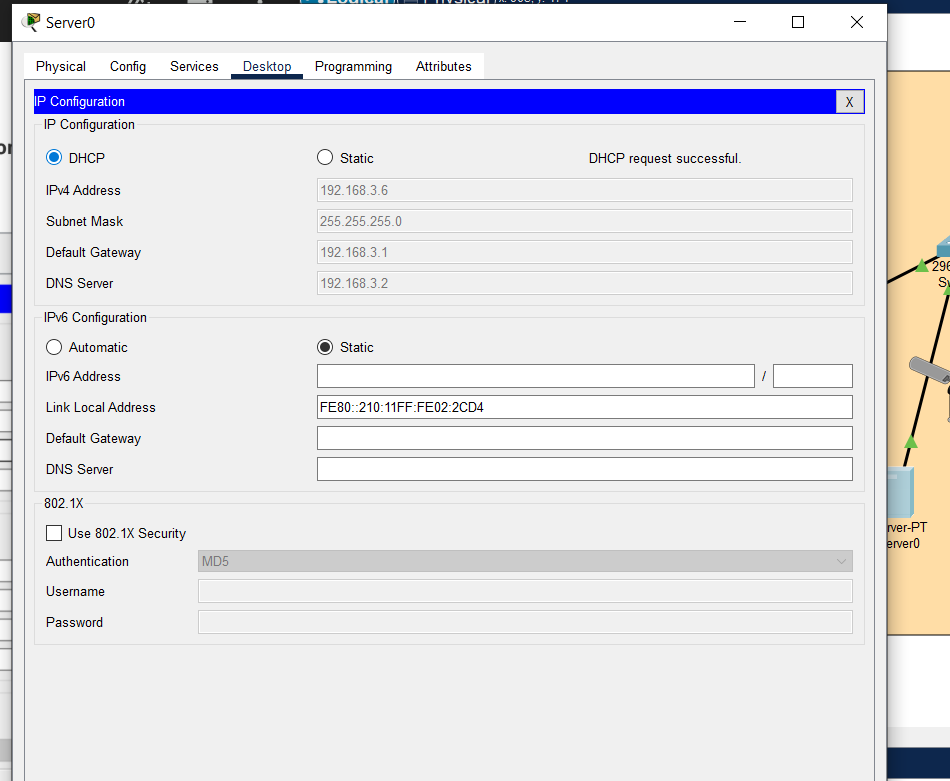 Server0
Physical Config Services Desktop Programming Attributes
IP Configuration X
IP Configuration
DHCP Static DHCP request successful.
IPv4 Address 192.168.3.6
Subnet Mask 255.255.255.0
Default Gateway 192.168.3.1
DNS Server 192.168.3.2
IPv6 Configuration
Automatic Static
IPv6 Address /
Link Local Address FE80::210:11FF:FE02:2CD4
Default Gateway
DNS Server
802.1X
Use 802.1X Security
Authentication MD5
Username
Password
296
Sw
rver-PT
erver0